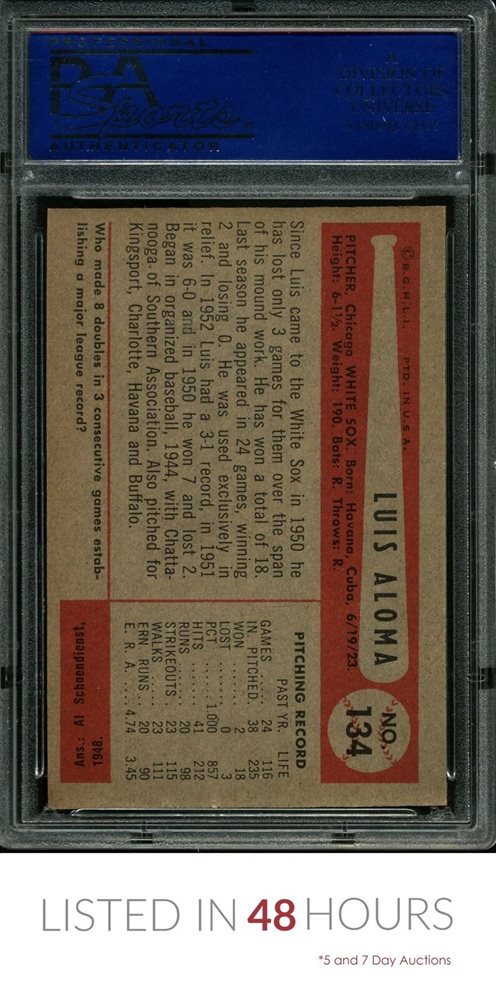 PROFESSIONAL
PSA
Sports
AUTHENTICATOR
A
DIVISION OF
COLLECTORS
UNIVERSE
NASDAQ: CLCT
© B.G.H.L.I. PTD. IN U.S.A.
LUIS ALOMA
NO.
134
PITCHER, Chicago WHITE SOX. Born: Havana, Cuba, 6/19/23.
Height: 6-1½. Weight: 190. Bats: R. Throws: R.
Since Luis came to the White Sox in 1950 he
has lost only 3 games for them over the span
of his mound work. He has won a total of 18.
Last season he appeared in 24 games, winning
2 and losing 0. He was used exclusively in
relief. In 1952 Luis had a 3-1 record, in 1951
it was 6-0 and in 1950 he won 7 and lost 2.
Began in organized baseball, 1944, with Chatta-
nooga of Southern Association. Also pitched for
Kingsport, Charlotte, Havana and Buffalo.
PITCHING RECORD
PAST YR. LIFE
GAMES ..... 24 116
IN. PITCHED . 38 235
WON ....... 2 18
LOST ...... 0 3
PCT ..... 1.000 857
HITS ....... 41 212
RUNS ...... 20 98
STRIKEOUTS . 23 115
WALKS ..... 23 111
ERN RUNS .. 20 90
E. R. A. .... 4.74 3.45
Who made 8 doubles in 3 consecutive games estab-
lishing a major league record?
Ans.: Al Schoendienst,
1948.
LISTED IN 48 HOURS
*5 and 7 Day Auctions